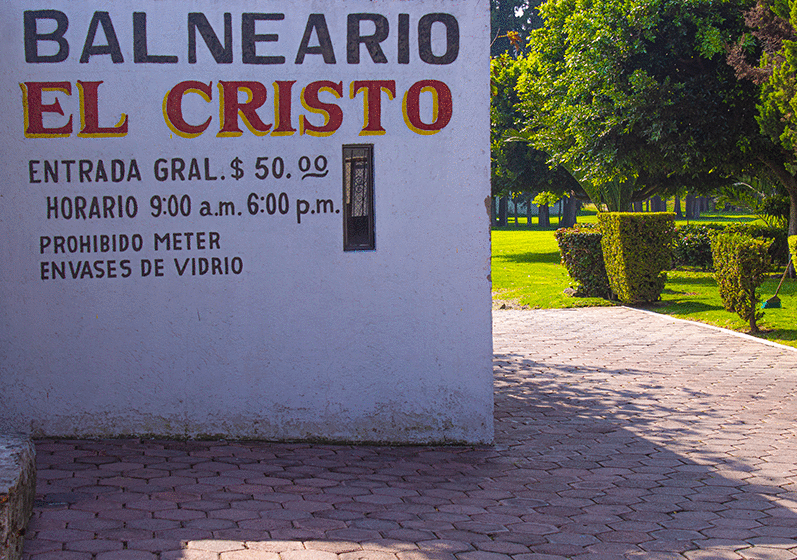 BALNEARIO
EL CRISTO
ENTRADA GRAL. $ 50.00
HORARIO 9:00 a.m. 6:00 p.m.
PROHIBIDO METER
ENVASES DE VIDRIO